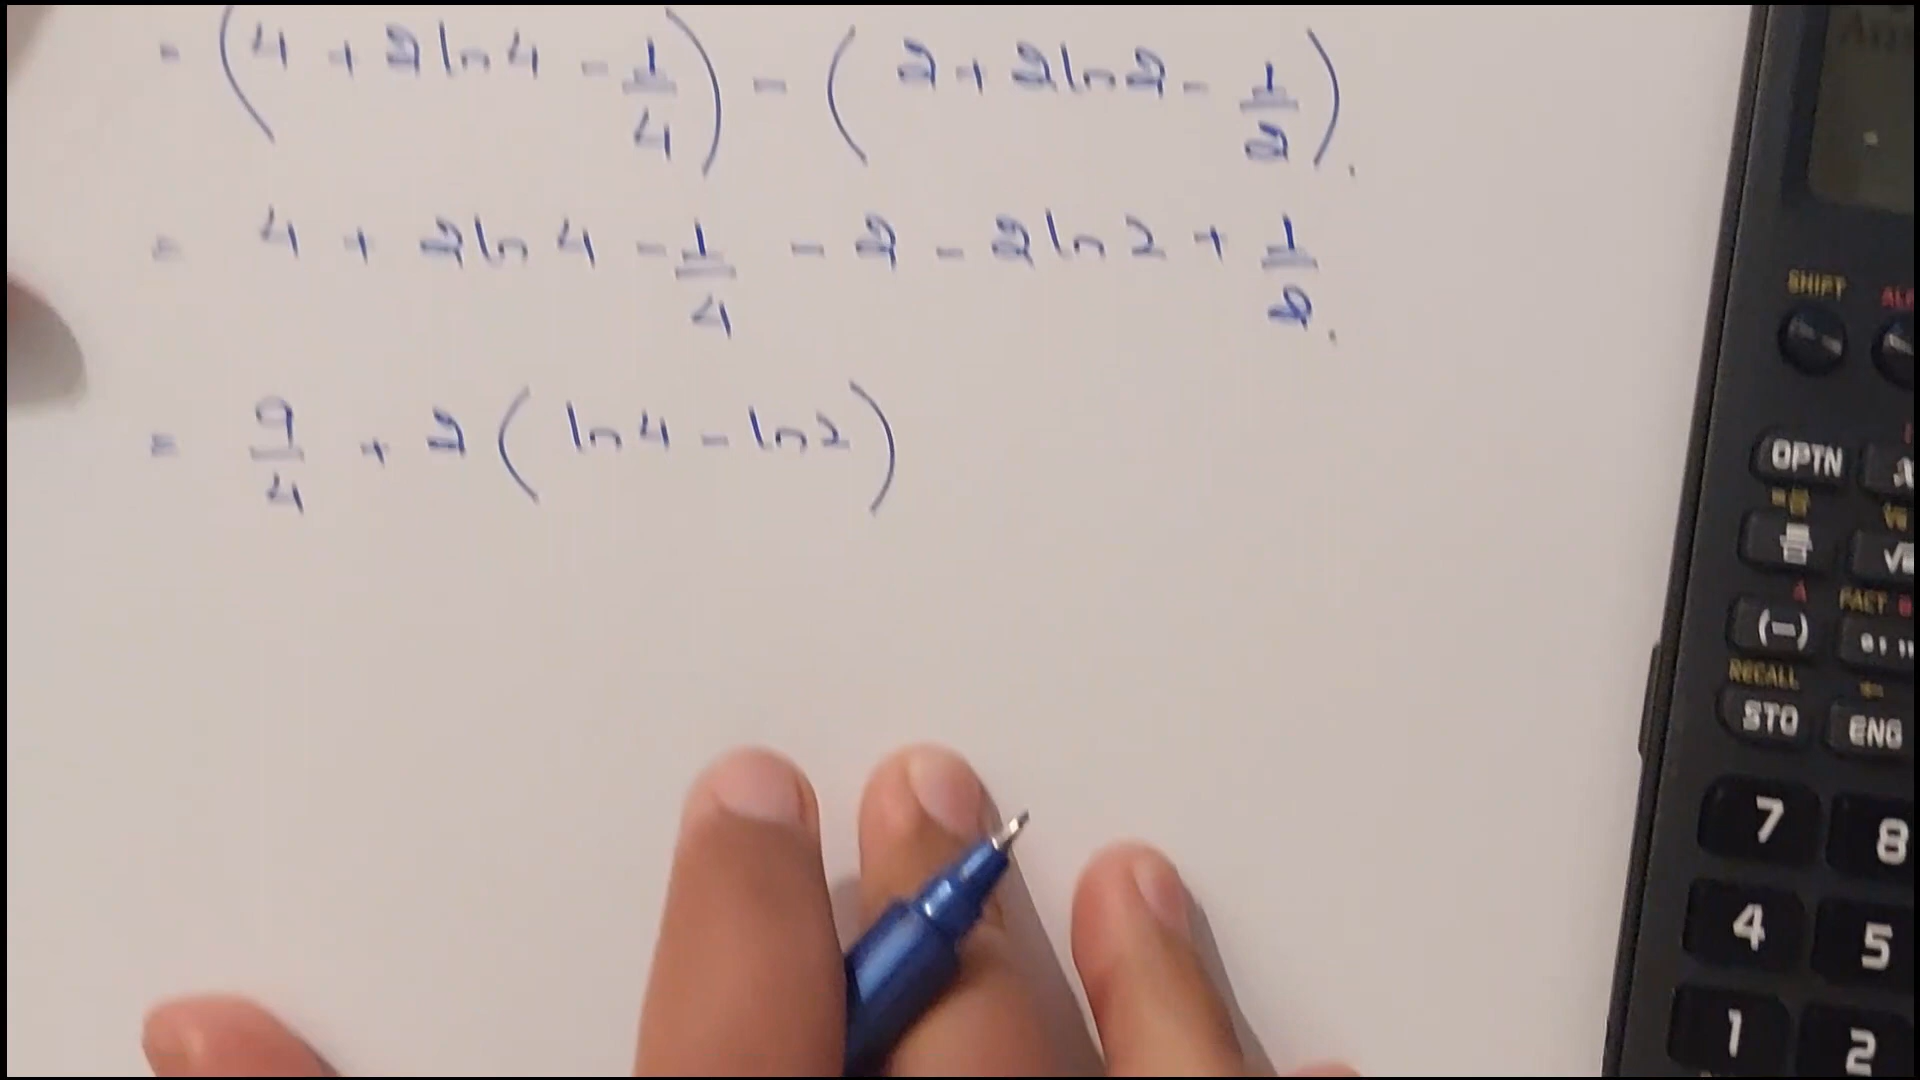 = (4 + 2ln4 - 1/4) - (2 + 2ln2 - 1/2).
= 4 + 2ln4 - 1/4 - 2 - 2ln2 + 1/2.
= 9/4 + 2(ln4 - ln2)
SHIFT
OPTN
(-)
FACT B
A
RECALL
STO ENG
7 8
4 5
1 2